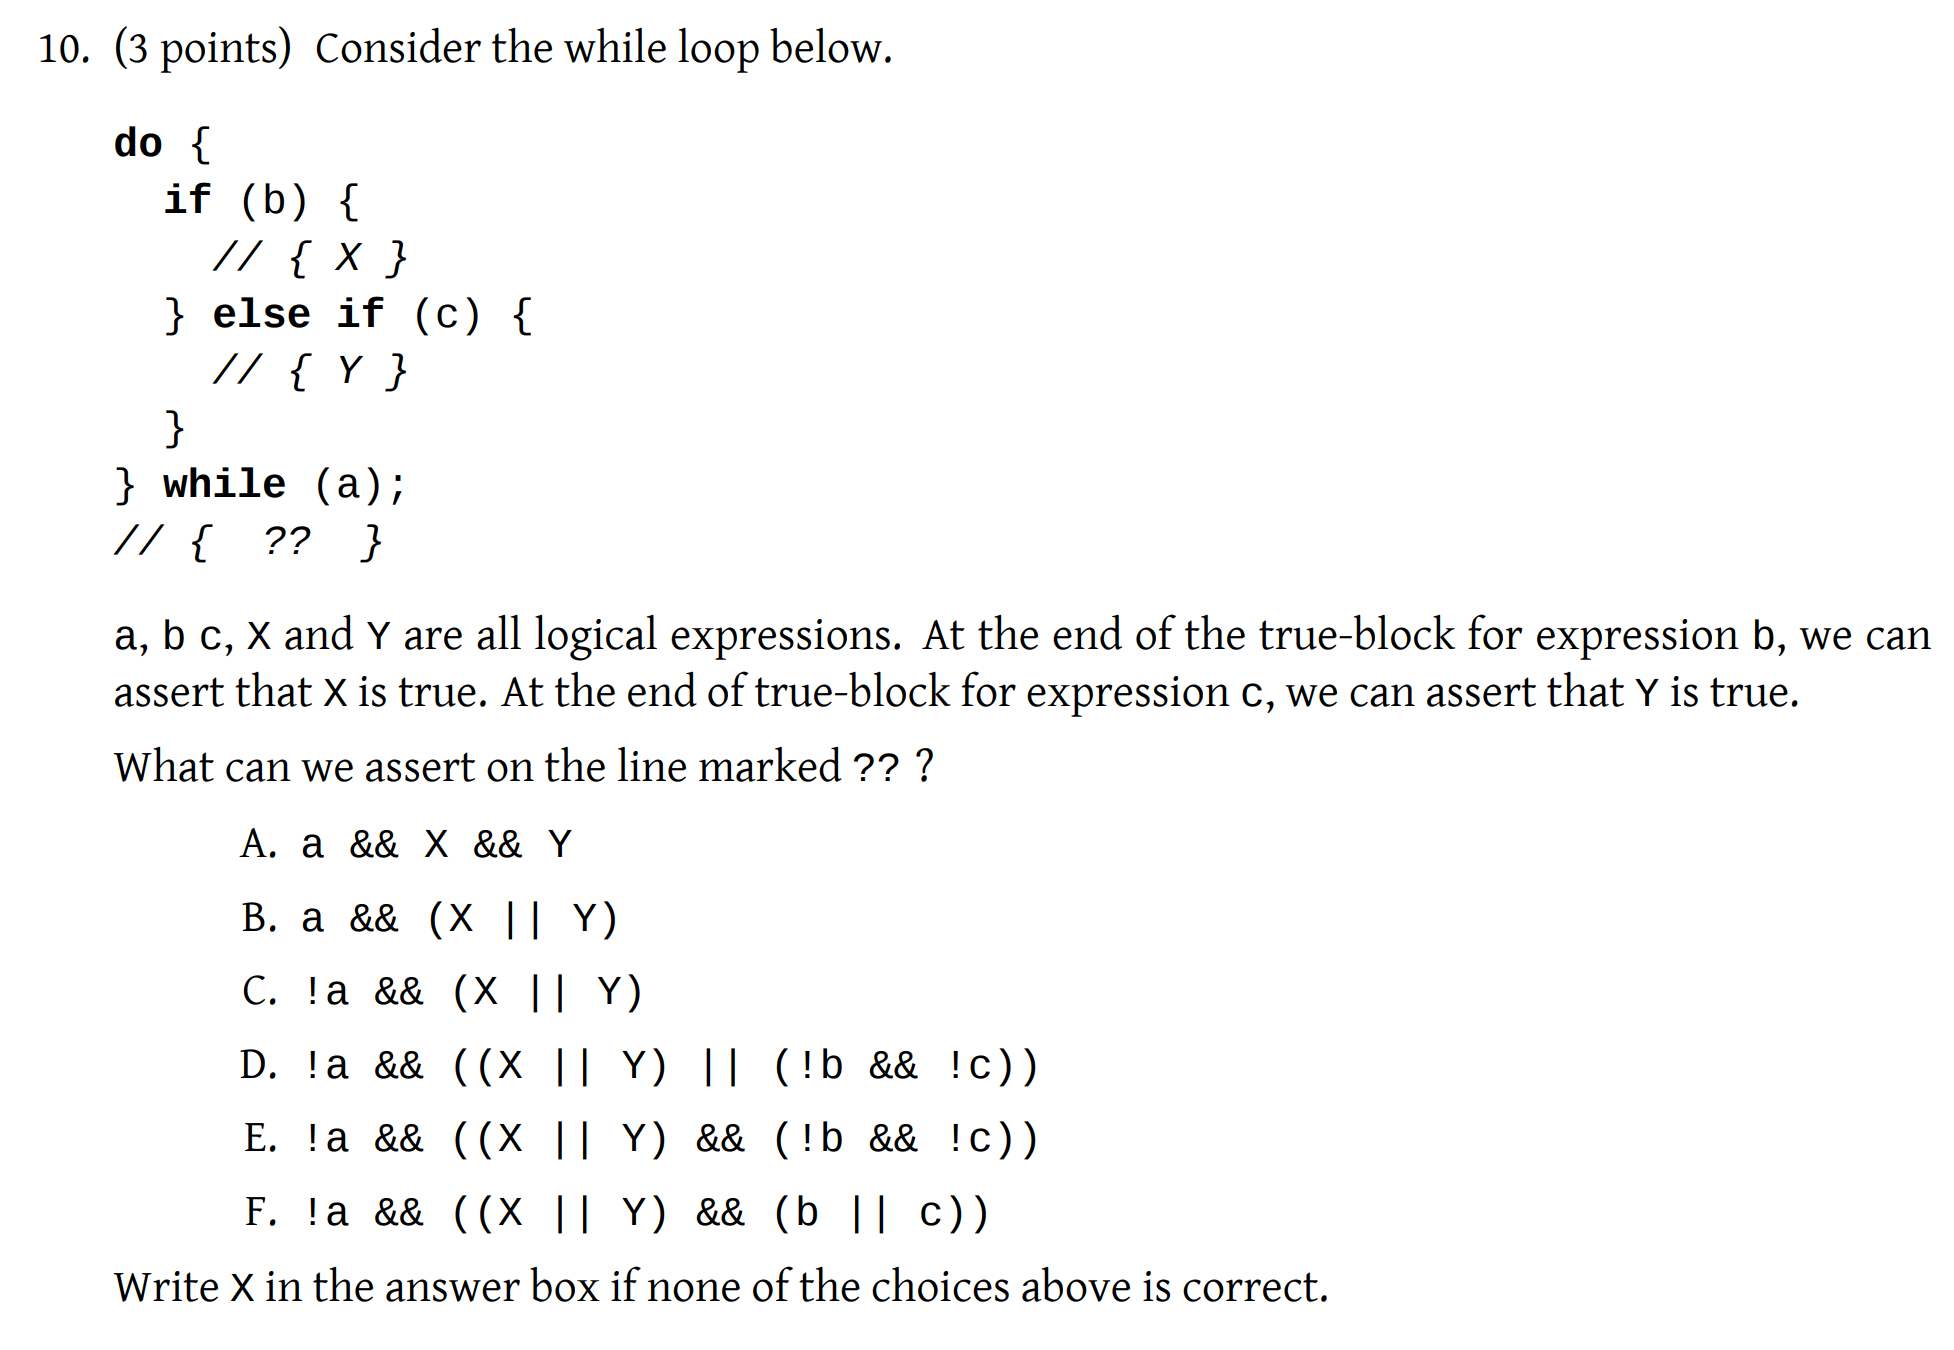 10. (3 points) Consider the while loop below.
do {
  if (b) {
    // { X }
  } else if (c) {
    // { Y }
  }
} while (a);
// {  ??  }
a, b c, X and Y are all logical expressions. At the end of the true-block for expression b, we can
assert that X is true. At the end of true-block for expression c, we can assert that Y is true.
What can we assert on the line marked ?? ?
A. a && X && Y
B. a && (X || Y)
C. !a && (X || Y)
D. !a && ((X || Y) || (!b && !c))
E. !a && ((X || Y) && (!b && !c))
F. !a && ((X || Y) && (b || c))
Write X in the answer box if none of the choices above is correct.